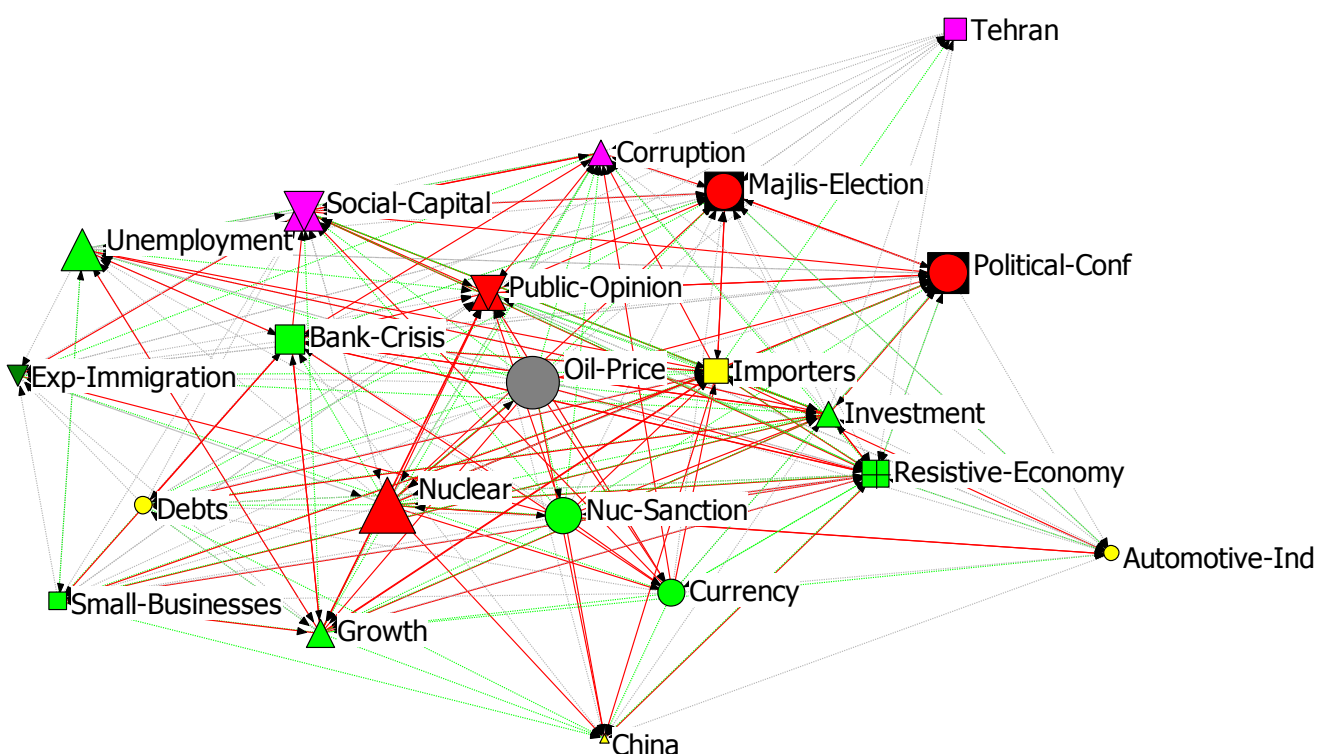 Tehran
Corruption
Majlis-Election
Social-Capital
Unemployment
Political-Conf
Public-Opinion
Bank-Crisis
Oil-Price
Importers
Exp-Immigration
Investment
Resistive-Economy
Nuclear
Debts
Nuc-Sanction
Automotive-Ind
Currency
Small-Businesses
Growth
China